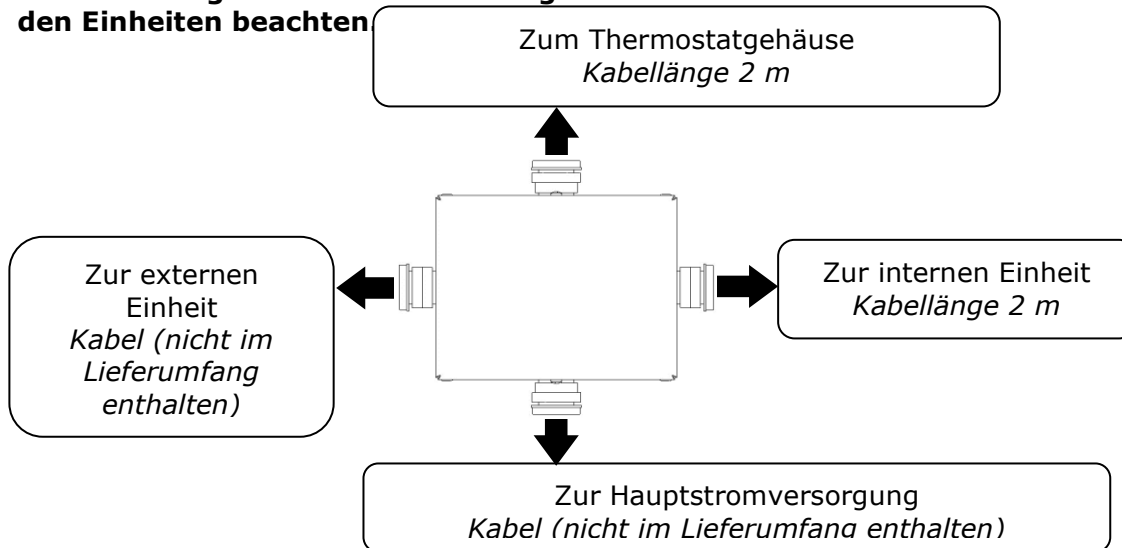 den Einheiten beachten.
Zum Thermostatgehäuse
Kabellänge 2 m
Zur externen
Einheit
Kabel (nicht im
Lieferumfang
enthalten)
Zur internen Einheit
Kabellänge 2 m
Zur Hauptstromversorgung
Kabel (nicht im Lieferumfang enthalten)